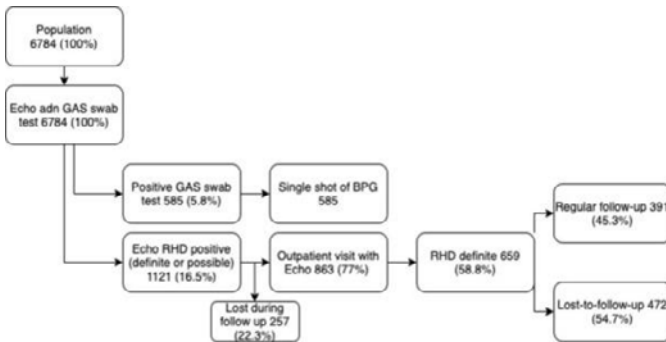 Population
6784 (100%)
Echo adn GAS swab
test 6784 (100%)
Positive GAS swab
test 585 (5.8%)
Single shot of BPG
585
Echo RHD positive
(definite or possible)
1121 (16.5%)
Outpatient visit with
Echo 863 (77%)
RHD definite 659
(58.8%)
Regular follow-up 391
(45.3%)
Lost during
follow up 257
(22.3%)
Lost-to-follow-up 472
(54.7%)